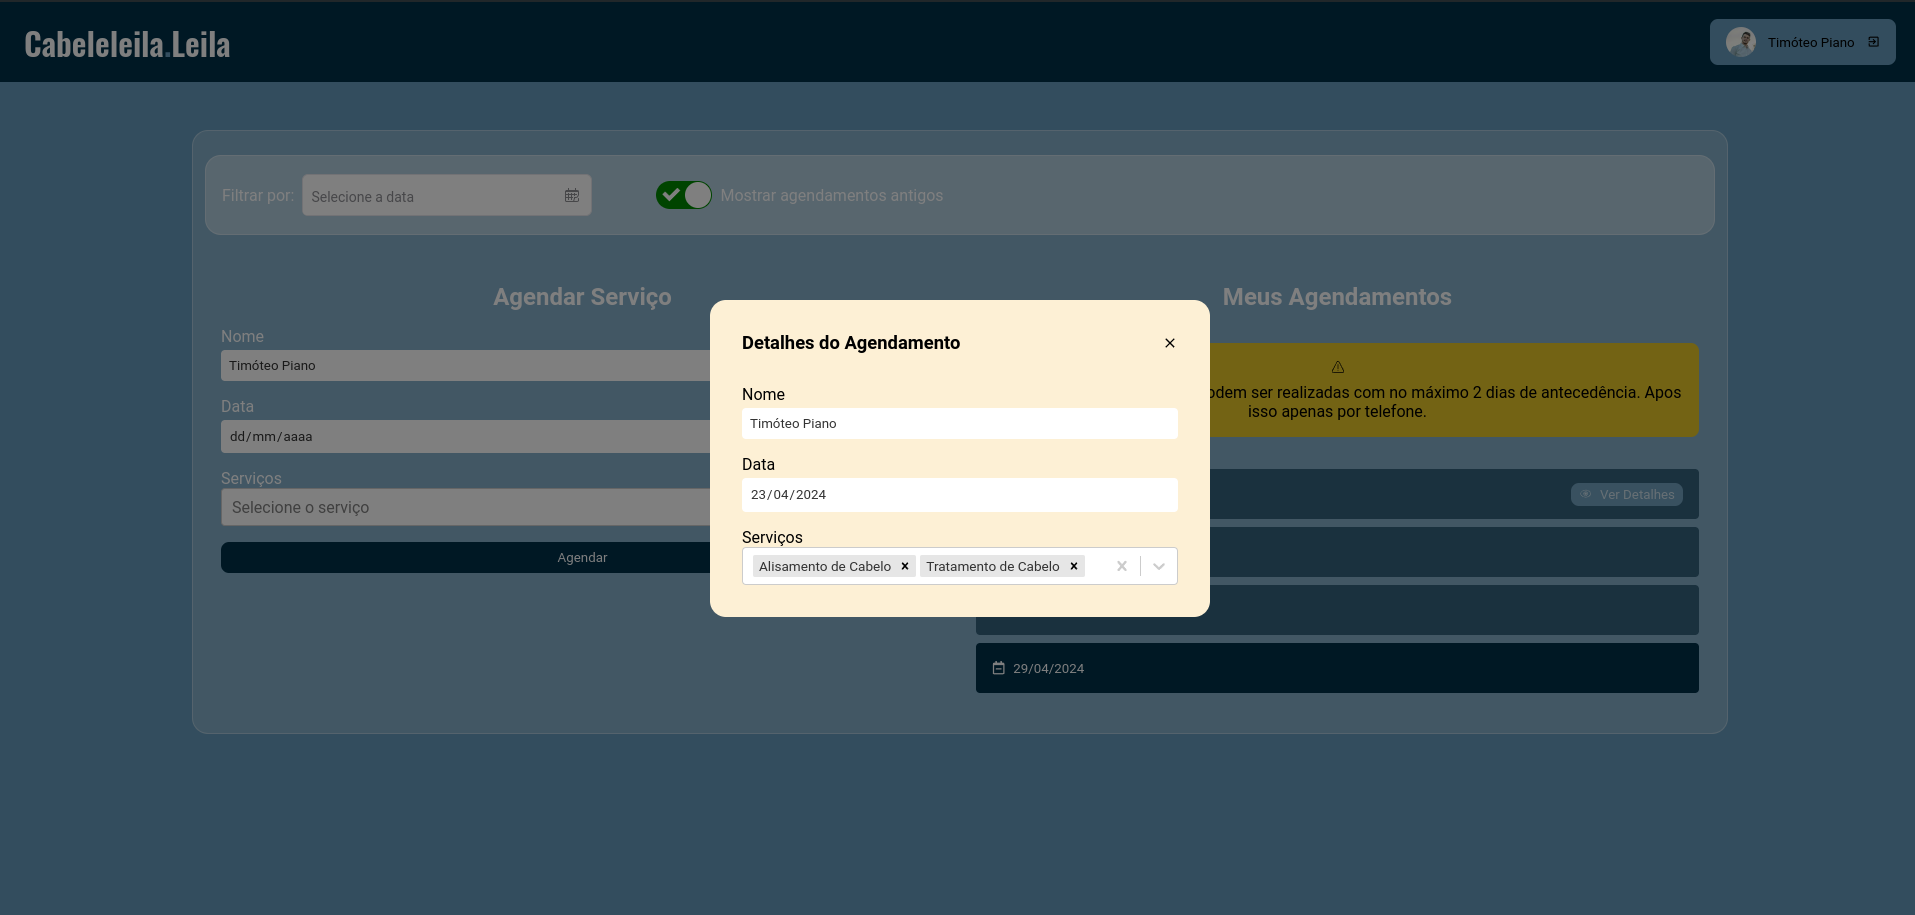 Cabeleleila.Leila
Timóteo Piano
Filtrar por:
Selecione a data
Mostrar agendamentos antigos
Agendar Serviço
Nome
Timóteo Piano
Data
dd/mm/aaaa
Serviços
Selecione o serviço
Agendar
Detalhes do Agendamento
Nome
Timóteo Piano
Data
23/04/2024
Serviços
Alisamento de Cabelo Tratamento de Cabelo
Meus Agendamentos
ser realizadas com no máximo 2 dias de antecedência. Apos
isso apenas por telefone.
Ver Detalhes
29/04/2024